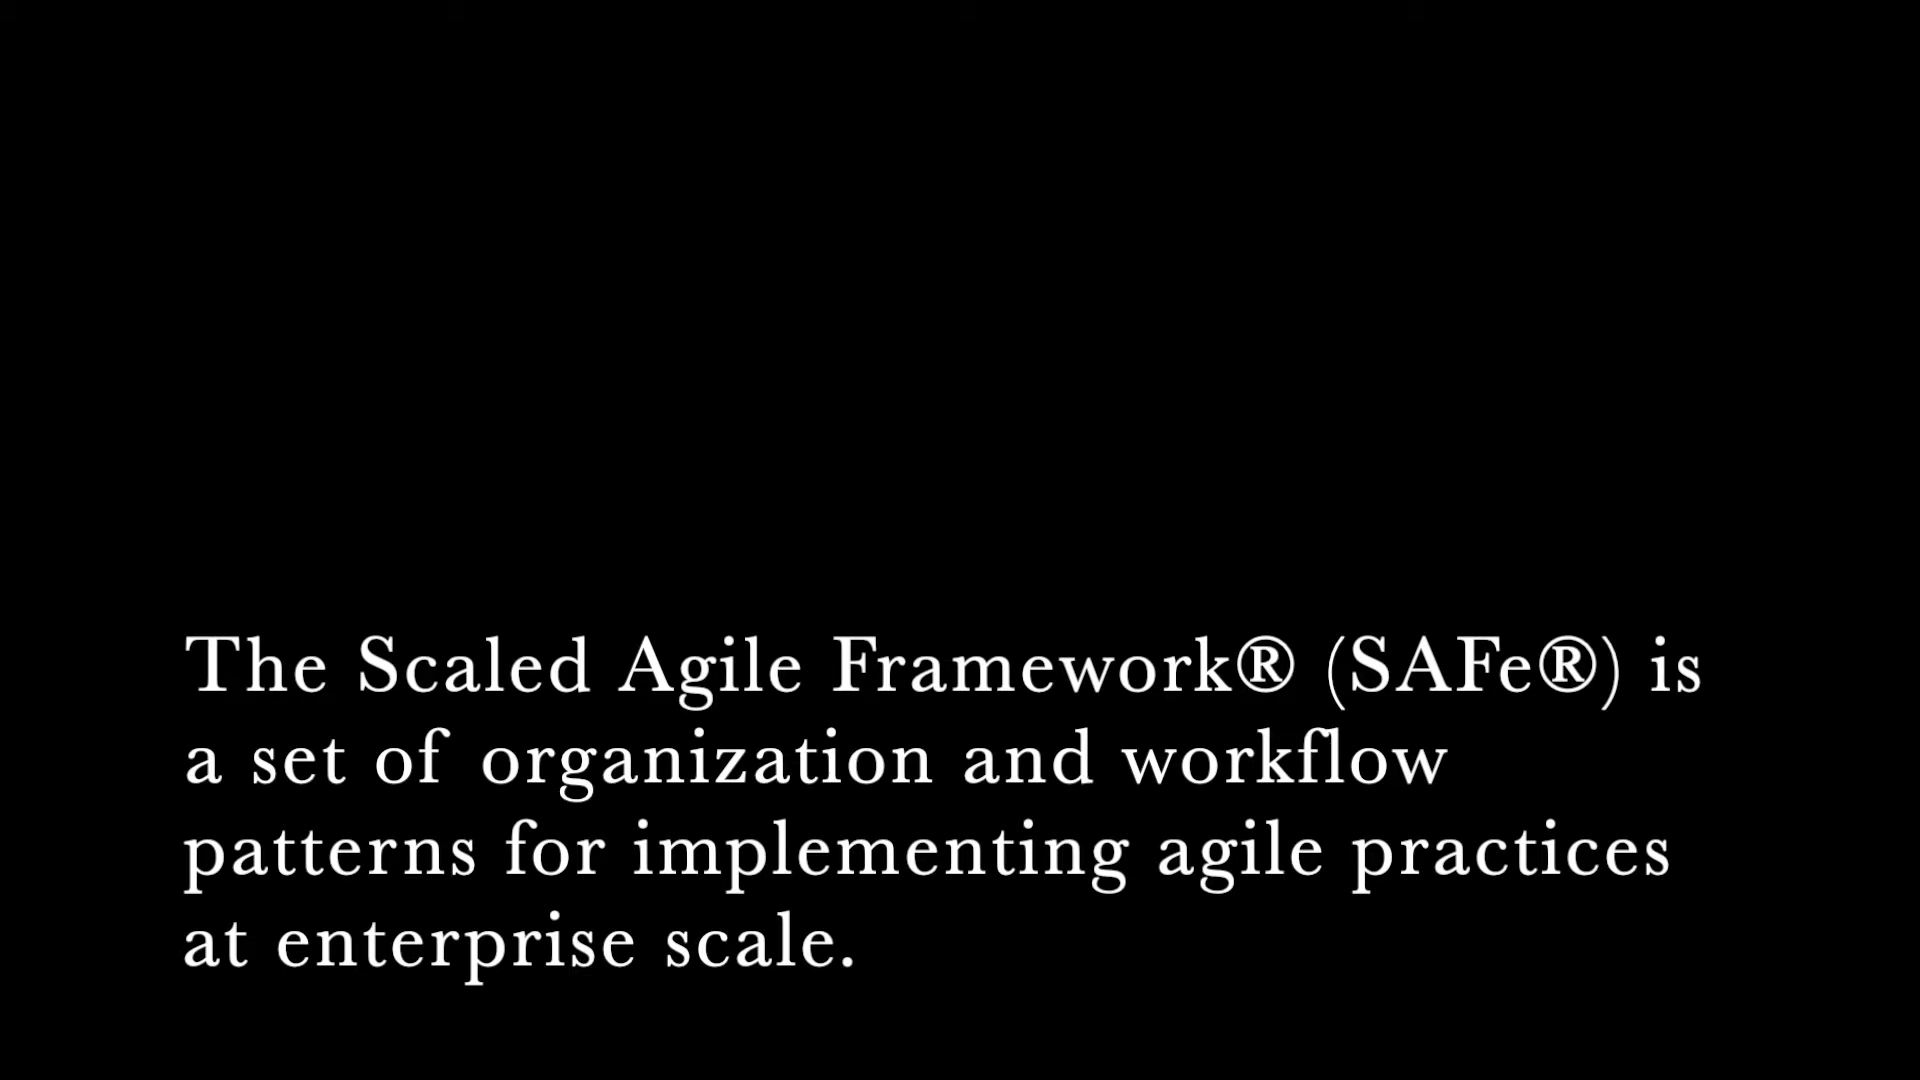 The Scaled Agile Framework® (SAFe®) is
a set of organization and workflow
patterns for implementing agile practices
at enterprise scale.